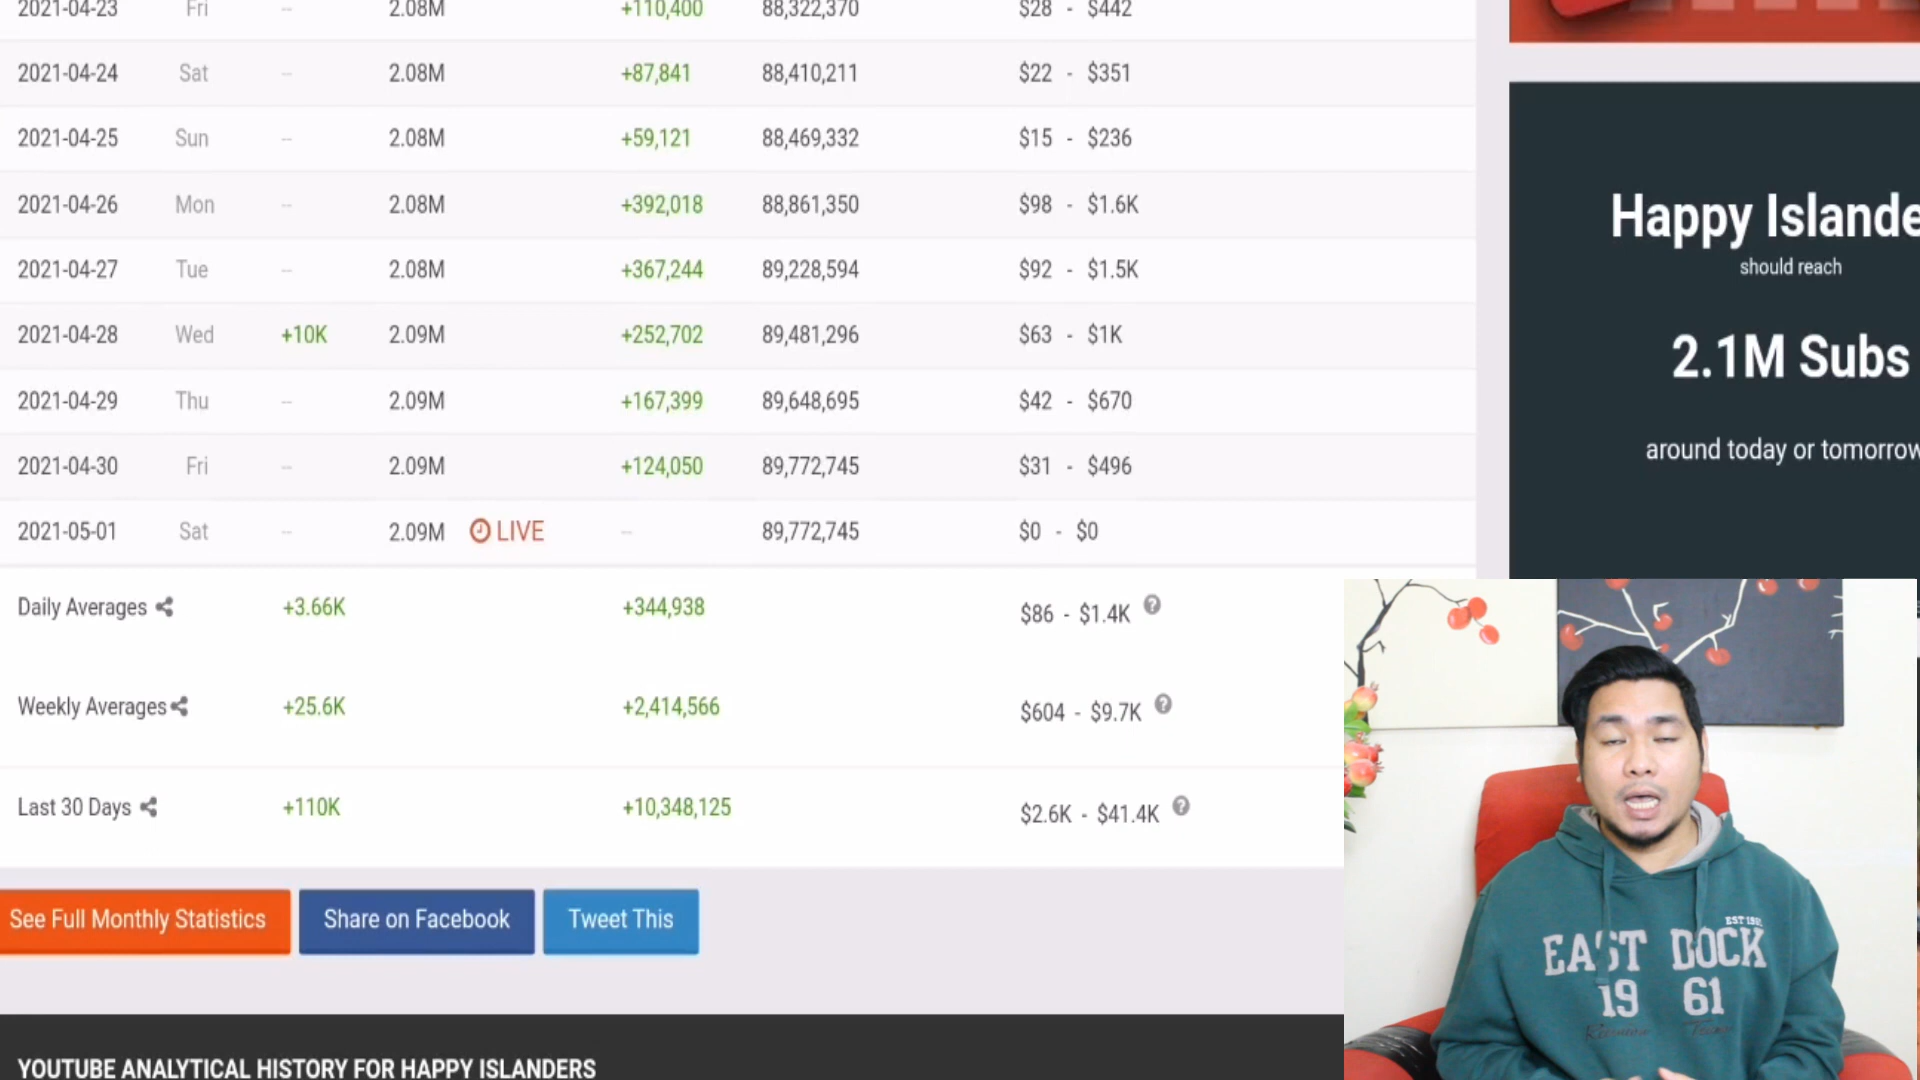 2021-04-23 Fri -- 2.08M +110,400 88,322,370 $28 - $442
2021-04-24 Sat -- 2.08M +87,841 88,410,211 $22 - $351
2021-04-25 Sun -- 2.08M +59,121 88,469,332 $15 - $236
2021-04-26 Mon -- 2.08M +392,018 88,861,350 $98 - $1.6K
2021-04-27 Tue -- 2.08M +367,244 89,228,594 $92 - $1.5K
2021-04-28 Wed +10K 2.09M +252,702 89,481,296 $63 - $1K
2021-04-29 Thu -- 2.09M +167,399 89,648,695 $42 - $670
2021-04-30 Fri -- 2.09M +124,050 89,772,745 $31 - $496
2021-05-01 Sat -- 2.09M LIVE -- 89,772,745 $0 - $0
Daily Averages +3.66K +344,938 $86 - $1.4K ?
Weekly Averages +25.6K +2,414,566 $604 - $9.7K ?
Last 30 Days +110K +10,348,125 $2.6K - $41.4K ?
See Full Monthly Statistics
Share on Facebook
Tweet This
YOUTUBE ANALYTICAL HISTORY FOR HAPPY ISLANDERS
Happy Islande
should reach
2.1M Subs
around today or tomorrow
EAST DOCK
19 61